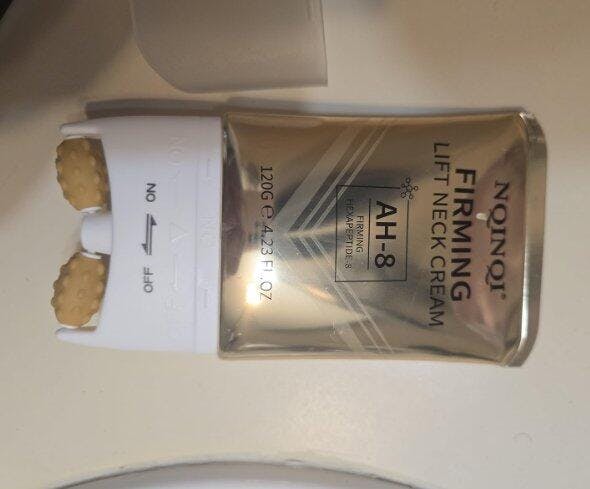 NQINQI®
FIRMING
LIFT NECK CREAM
AH-8
FIRMING
HEXAPEPTIDE-8
120G e 4.23 FL.OZ
ON
OFF